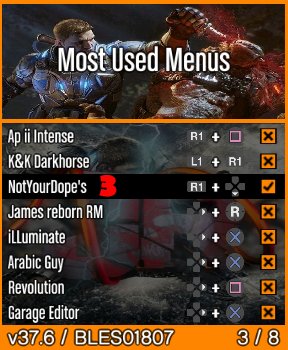 Most Used Menus
Ap ii Intense R1 +
K&K Darkhorse L1 + R1
NotYourDope's 3 R1 +
James reborn RM + R
iLLuminate +
Arabic Guy +
Revolution +
Garage Editor +
v37.6 / BLES01807 3 / 8